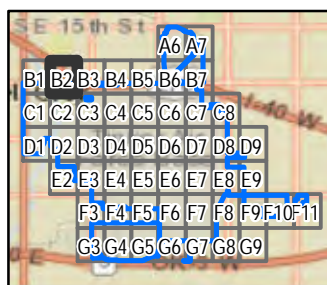 SE 15th St
A6 A7
B1 B2 B3 B4 B5 B6 B7
I-40 W
C1 C2 C3 C4 C5 C6 C7 C8
D1 D2 D3 D4 D5 D6 D7 D8 D9
E2 E3 E4 E5 E6 E7 E8 E9
F3 F4 F5 F6 F7 F8 F9 F10 F11
G3 G4 G5 G6 G7 G8 G9